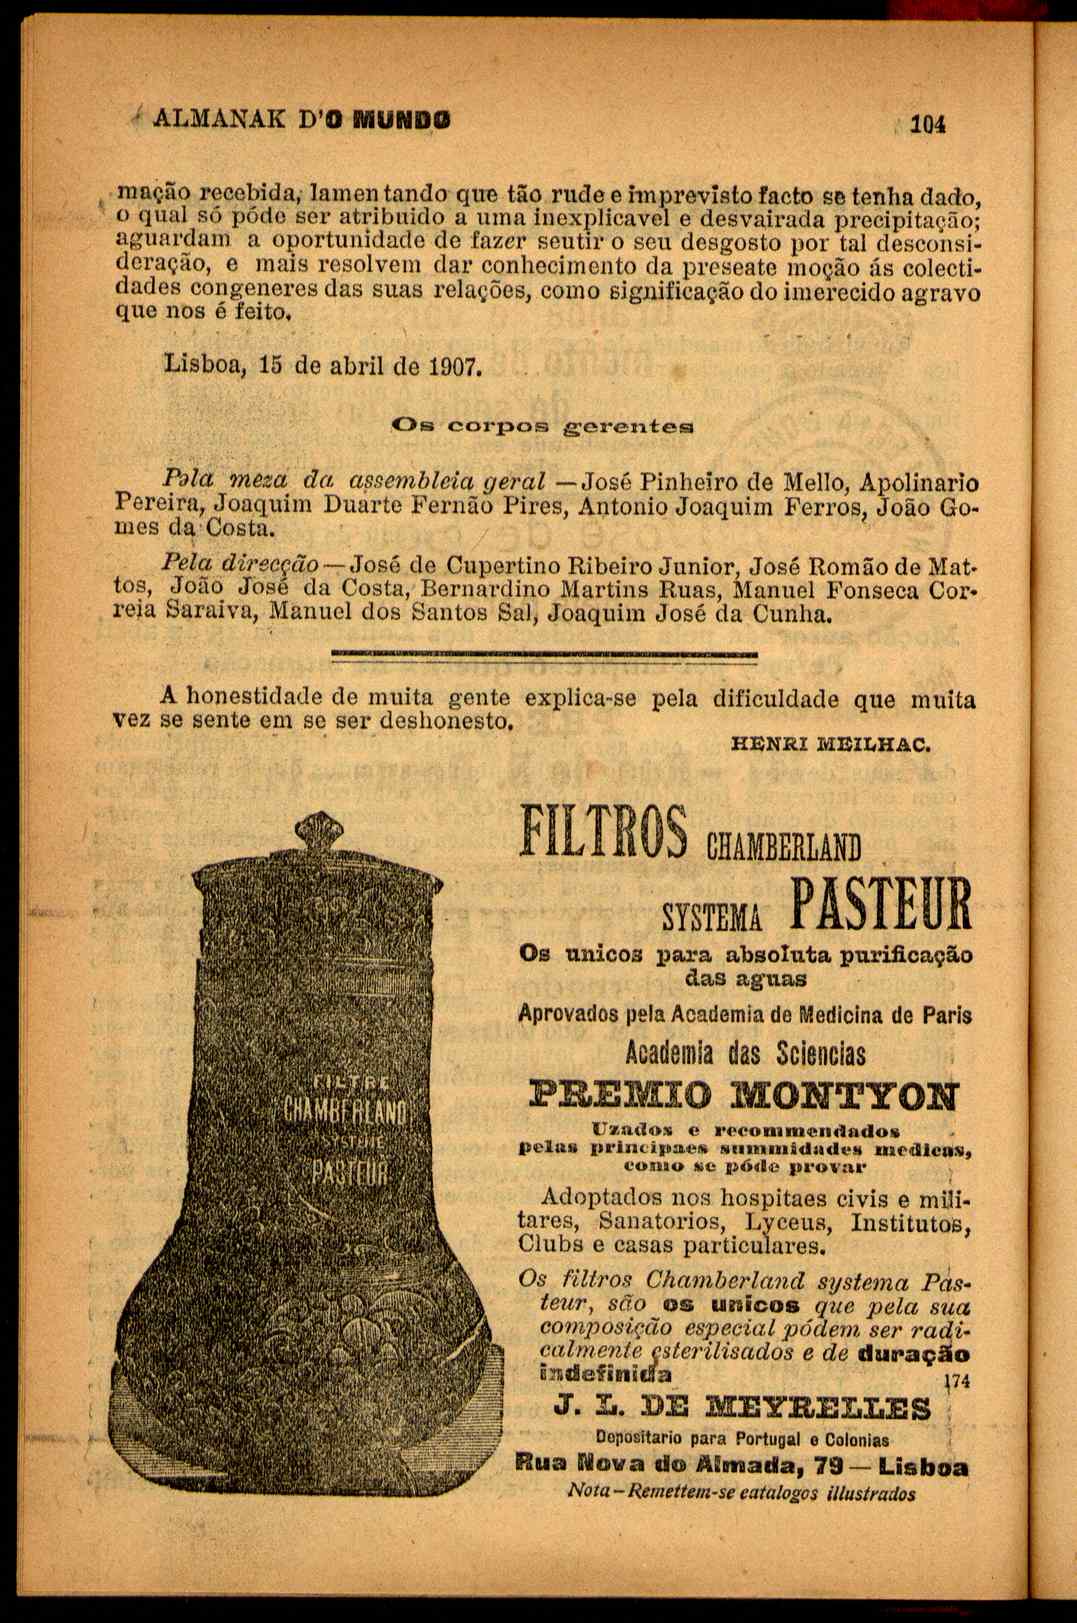 ALMANAK D'O MUNDO
104
mação recebida, lamentando que tão rude e imprevisto facto se tenha dado,
o qual só póde ser atribuido a uma inexplicavel e desvairada precipitação;
aguardam a oportunidade de fazer seutir o seu desgosto por tal desconsi-
deração, e mais resolvem dar conhecimento da preseate moção ás colecti-
dades congeneres das suas relações, como significação do imerecido agravo
que nos é feito.
Lisboa, 15 de abril de 1907.
Os corpos gerentes
Pela meza da assembleia geral — José Pinheiro de Mello, Apolinario
Pereira, Joaquim Duarte Fernão Pires, Antonio Joaquim Ferros, João Go-
mes da Costa.
Pela direcção — José de Cupertino Ribeiro Junior, José Romão de Mat-
tos, João José da Costa, Bernardino Martins Ruas, Manuel Fonseca Cor-
reia Saraiva, Manuel dos Santos Sal, Joaquim José da Cunha.
A honestidade de muita gente explica-se pela dificuldade que muita
vez se sente em se ser deshonesto.
HENRI MEILHAC.
FILTRE
CHAMBERLAND
SYSTÈME
PASTEUR
FILTROS CHAMBERLAND
SYSTEMA PASTEUR
Os unicos para absoluta purificação
das aguas
Aprovados pela Academia de Medicina de Paris
Academia das Sciencias
PREMIO MONTYON
Uzados e recommendados
pelas principaes summidades medicas,
como se póde provar
Adoptados nos hospitaes civis e mili-
tares, Sanatorios, Lyceus, Institutos,
Clubs e casas particulares.
Os filtros Chamberland systema Pas-
teur, são os unicos que pela sua
composição especial pódem ser radi-
calmente esterilisados e de duração
indefinida
174
J. L. DE MEYRELLES
Depositario para Portugal e Colonias
Rua Nova do Almada, 79 — Lisboa
Nota — Remettem-se catalogos illustrados